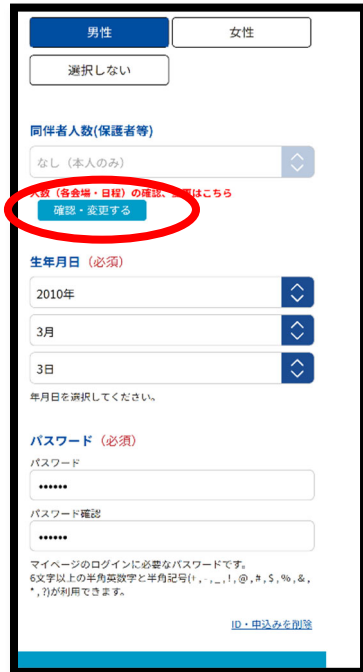 男性
女性
選択しない
同伴者人数(保護者等)
なし（本人のみ）
人数（各会場・日程）の確認、変更はこちら
確認・変更する
生年月日（必須）
2010年
3月
3日
年月日を選択してください。
パスワード（必須）
パスワード
••••••
パスワード確認
••••••
マイページのログインに必要なパスワードです。
6文字以上の半角英数字と半角記号(+,-,_,!,@,#,$,%,&,
*,?)が利用できます。
ID・申込みを削除